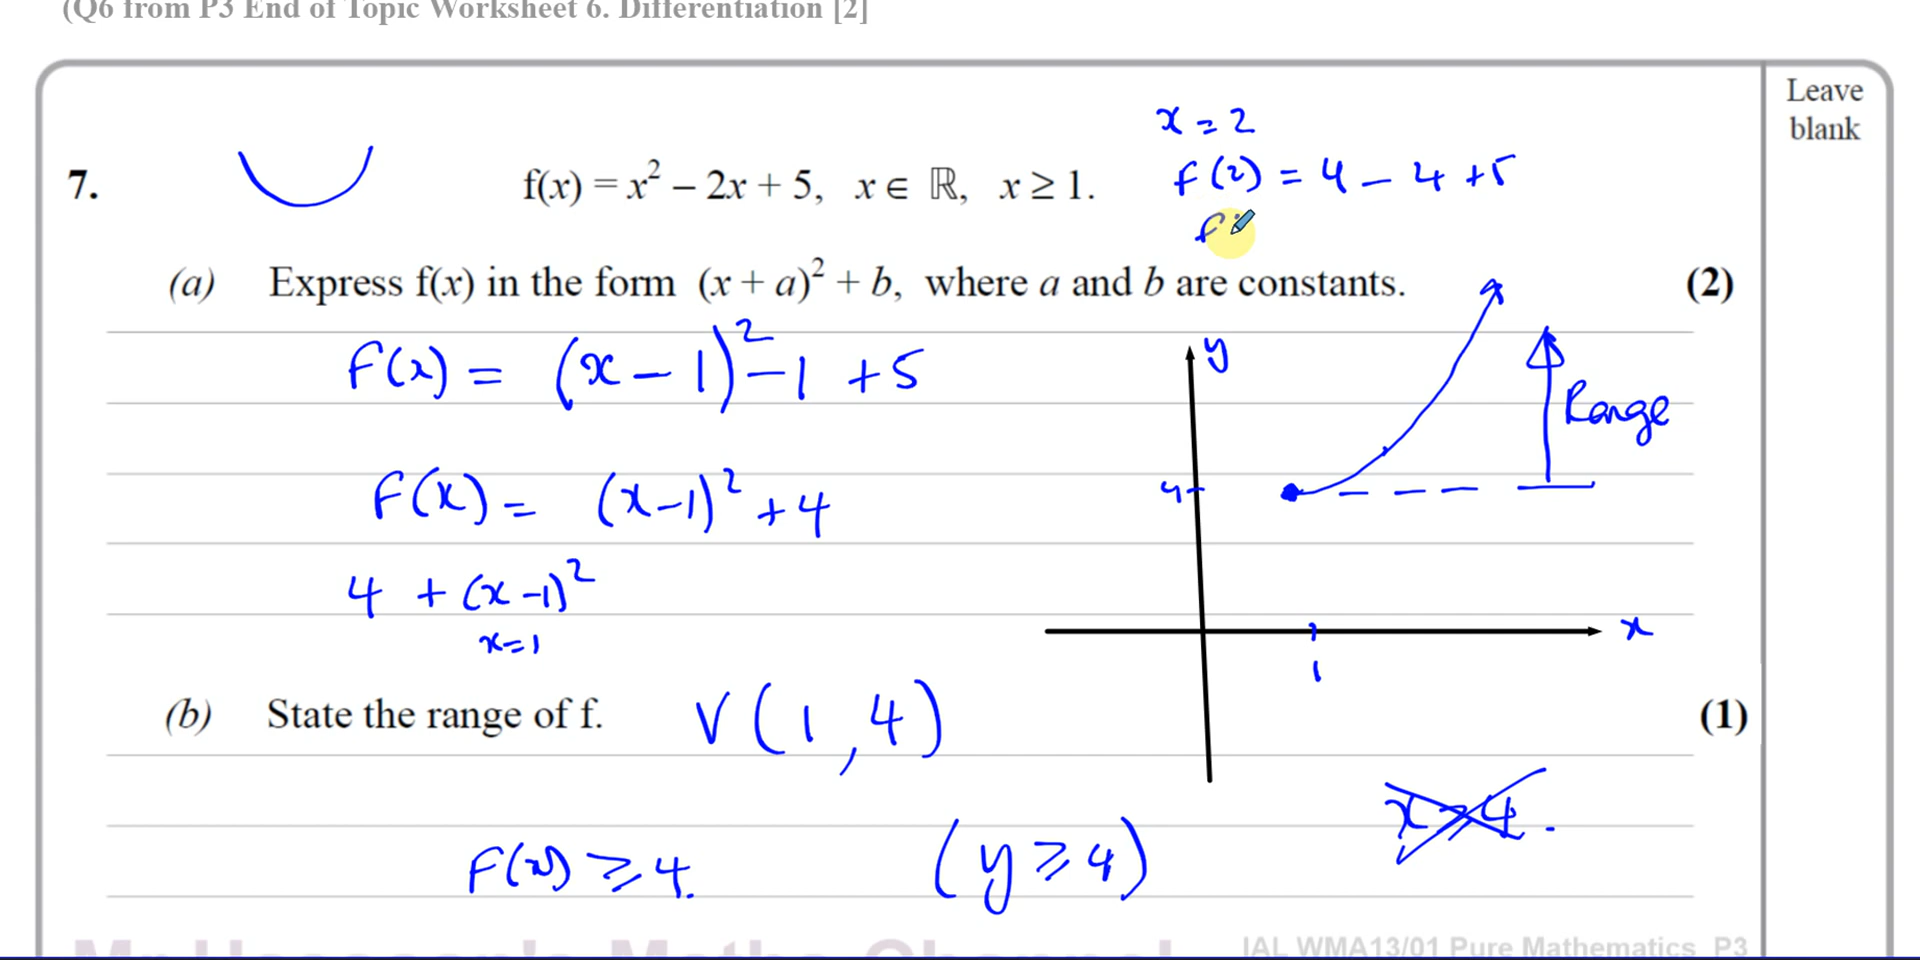 (Q6 from P3 End of Topic Worksheet 6. Differentiation [2]
Leave
blank
x = 2
7. f(x) = x² – 2x + 5, x ∈ ℝ, x ≥ 1.
f(2) = 4 – 4 + 5
f
(a) Express f(x) in the form (x + a)² + b, where a and b are constants. (2)
f(x) = (x – 1)² – 1 + 5
y
Range
f(x) = (x – 1)² + 4
4
4 + (x – 1)²
x = 1
x
1
(b) State the range of f. V(1, 4) (1)
x ≥ 4.
f(x) ≥ 4. (y ≥ 4)
IAL WMA13/01 Pure Mathematics P3